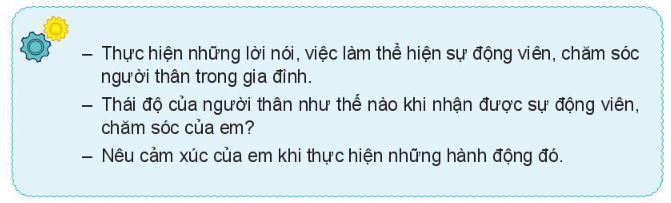 – Thực hiện những lời nói, việc làm thể hiện sự động viên, chăm sóc
người thân trong gia đình.
– Thái độ của người thân như thế nào khi nhận được sự động viên,
chăm sóc của em?
– Nêu cảm xúc của em khi thực hiện những hành động đó.